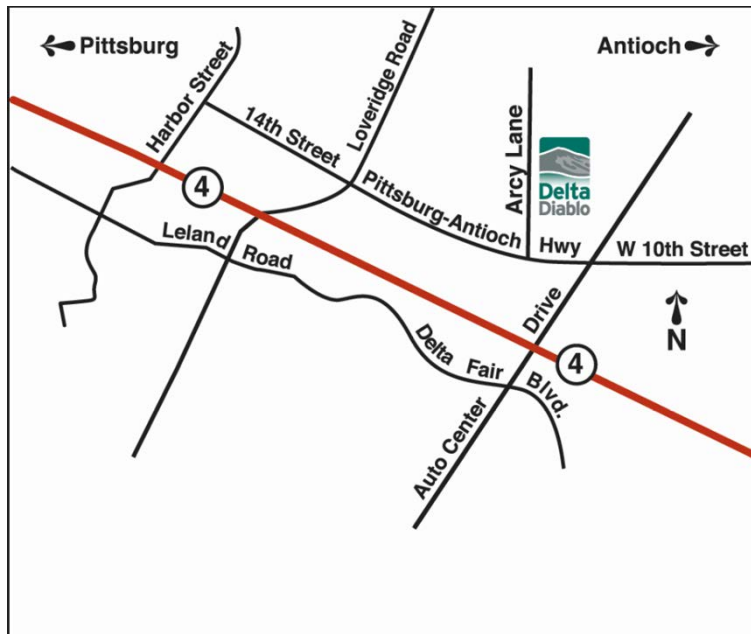 Pittsburg
Antioch
Harbor Street
Loveridge Road
14th Street
Arcy Lane
4
Delta
Diablo
Pittsburg-Antioch Hwy
W 10th Street
Leland Road
Drive
N
Delta Fair Blvd.
4
Auto Center